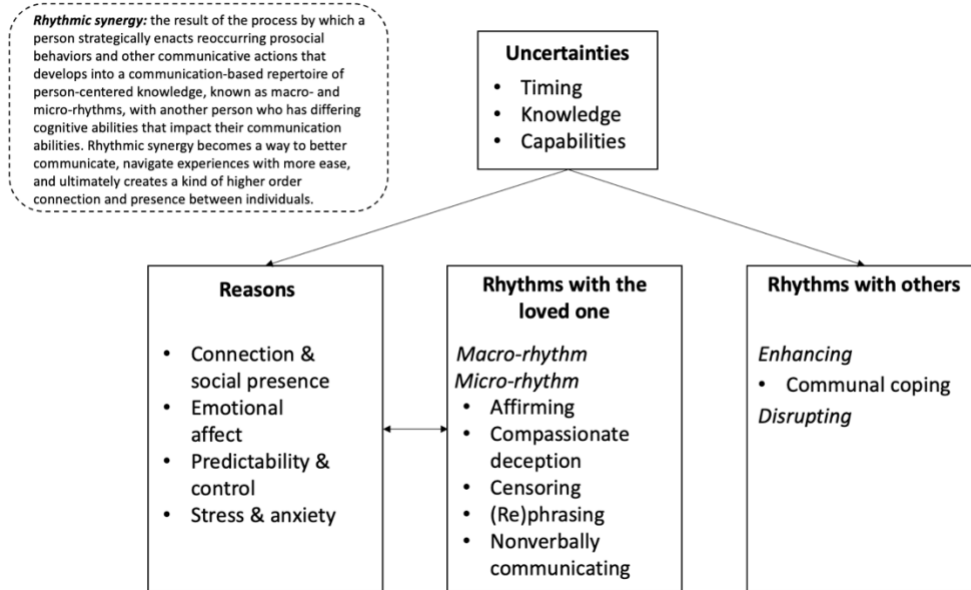 Rhythmic synergy: the result of the process by which a
person strategically enacts reoccurring prosocial
behaviors and other communicative actions that
develops into a communication-based repertoire of
person-centered knowledge, known as macro- and
micro-rhythms, with another person who has differing
cognitive abilities that impact their communication
abilities. Rhythmic synergy becomes a way to better
communicate, navigate experiences with more ease,
and ultimately creates a kind of higher order
connection and presence between individuals.
Uncertainties
• Timing
• Knowledge
• Capabilities
Reasons
• Connection &
social presence
• Emotional
affect
• Predictability &
control
• Stress & anxiety
Rhythms with the
loved one
Macro-rhythm
Micro-rhythm
• Affirming
• Compassionate
deception
• Censoring
• (Re)phrasing
• Nonverbally
communicating
Rhythms with others
Enhancing
• Communal coping
Disrupting